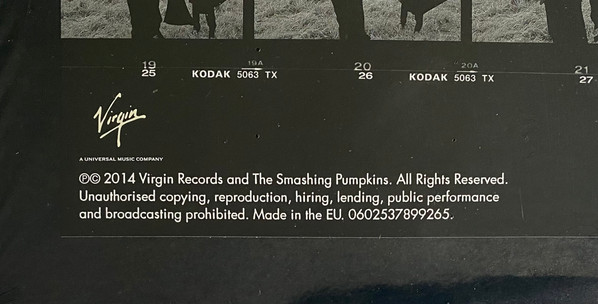 19 19A 20 20A 21
25 KODAK 5063 TX 26 KODAK 5063 TX 27
Virgin
A UNIVERSAL MUSIC COMPANY
℗© 2014 Virgin Records and The Smashing Pumpkins. All Rights Reserved.
Unauthorised copying, reproduction, hiring, lending, public performance
and broadcasting prohibited. Made in the EU. 0602537899265.